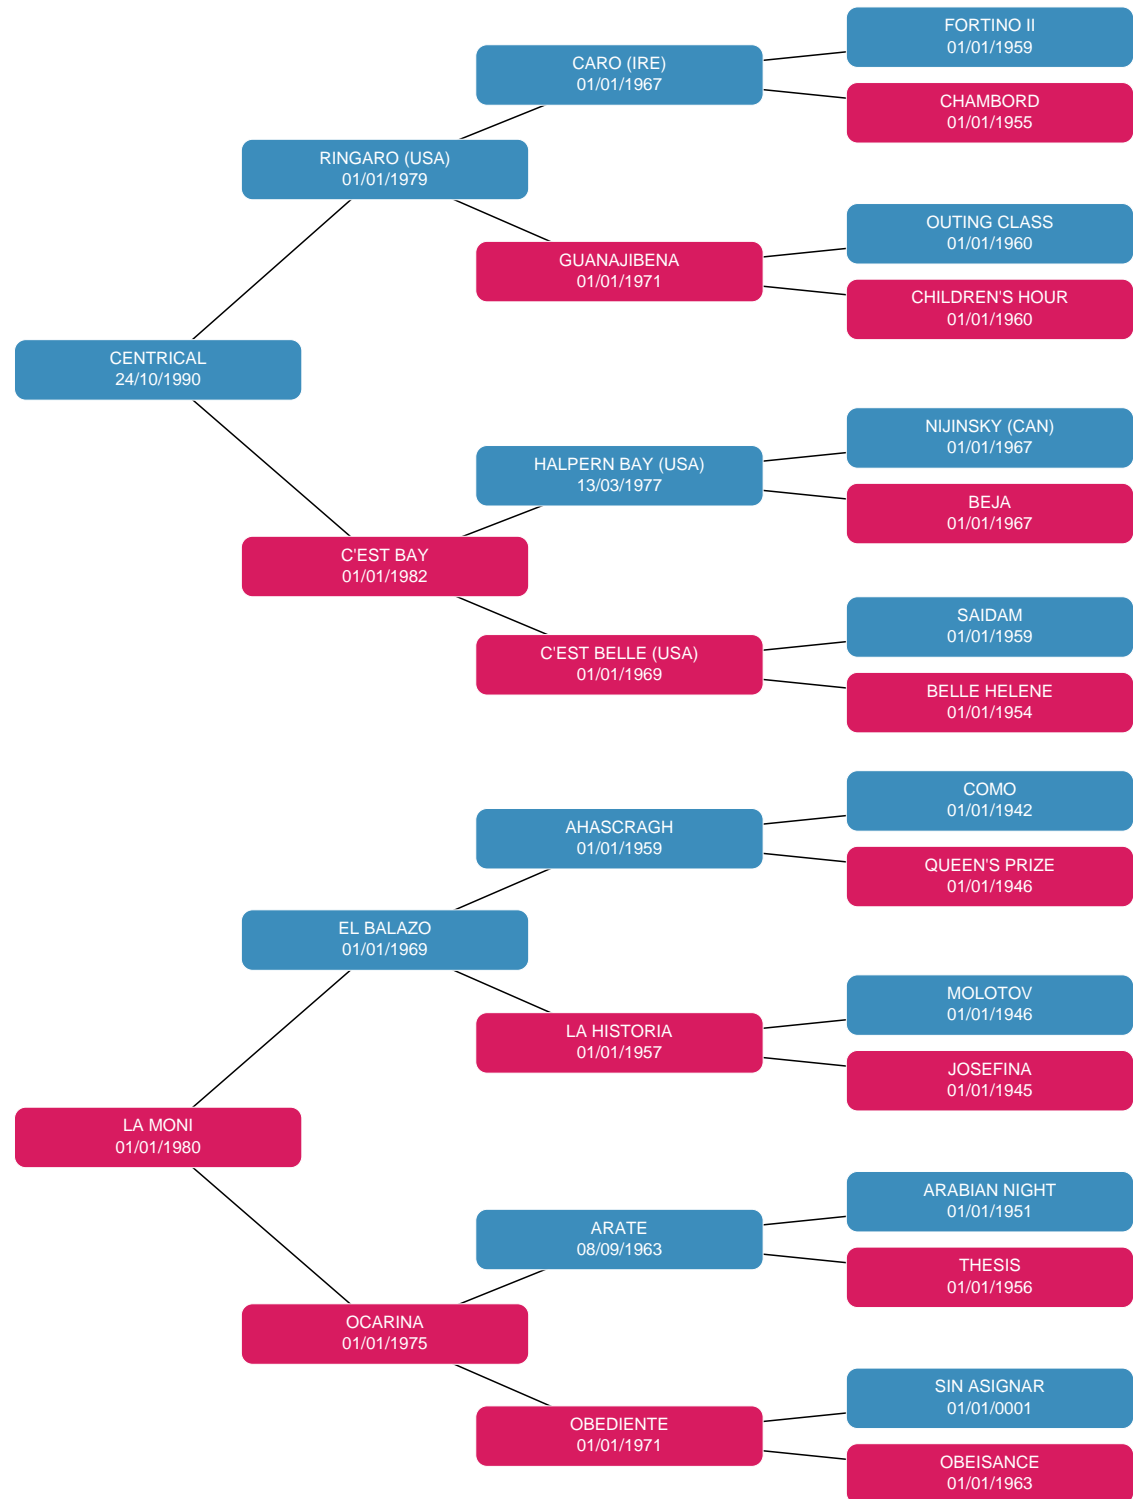 FORTINO II
01/01/1959
CARO (IRE)
01/01/1967
CHAMBORD
01/01/1955
RINGARO (USA)
01/01/1979
OUTING CLASS
01/01/1960
GUANAJIBENA
01/01/1971
CHILDREN'S HOUR
01/01/1960
CENTRICAL
24/10/1990
NIJINSKY (CAN)
01/01/1967
HALPERN BAY (USA)
13/03/1977
BEJA
01/01/1967
C'EST BAY
01/01/1982
SAIDAM
01/01/1959
C'EST BELLE (USA)
01/01/1969
BELLE HELENE
01/01/1954
COMO
01/01/1942
AHASCRAGH
01/01/1959
QUEEN'S PRIZE
01/01/1946
EL BALAZO
01/01/1969
MOLOTOV
01/01/1946
LA HISTORIA
01/01/1957
JOSEFINA
01/01/1945
LA MONI
01/01/1980
ARABIAN NIGHT
01/01/1951
ARATE
08/09/1963
THESIS
01/01/1956
OCARINA
01/01/1975
SIN ASIGNAR
01/01/0001
OBEDIENTE
01/01/1971
OBEISANCE
01/01/1963